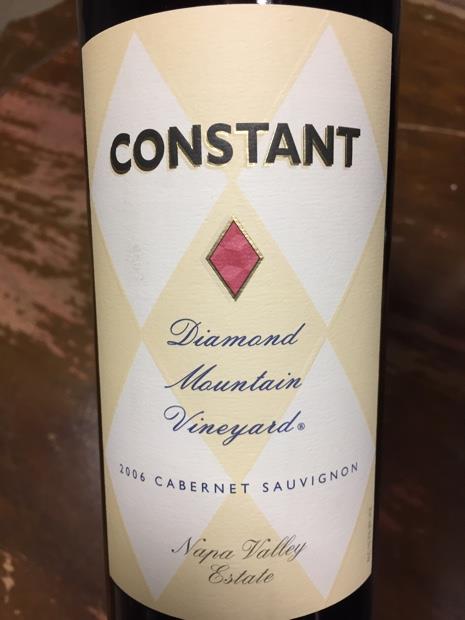 CONSTANT
Diamond
Mountain
Vineyard®
2006 CABERNET SAUVIGNON
Napa Valley
Estate